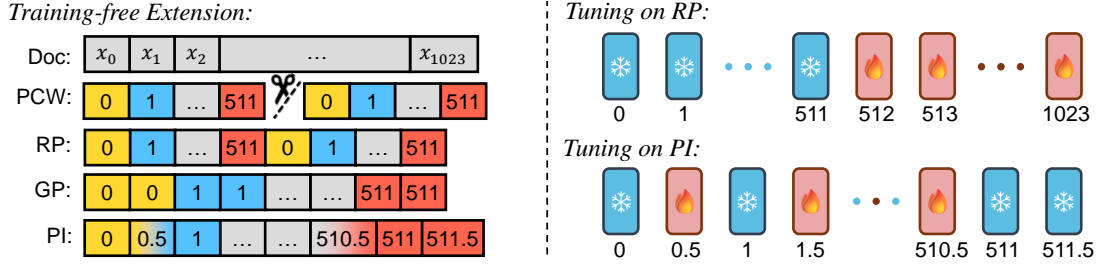 Training-free Extension:
Doc: x0 x1 x2 ... x1023
PCW: 0 1 ... 511 0 1 ... 511
RP: 0 1 ... 511 0 1 ... 511
GP: 0 0 1 1 ... ... 511 511
PI: 0 0.5 1 ... ... 510.5 511 511.5
Tuning on RP:
0 1 511 512 513 1023
Tuning on PI:
0 0.5 1 1.5 510.5 511 511.5